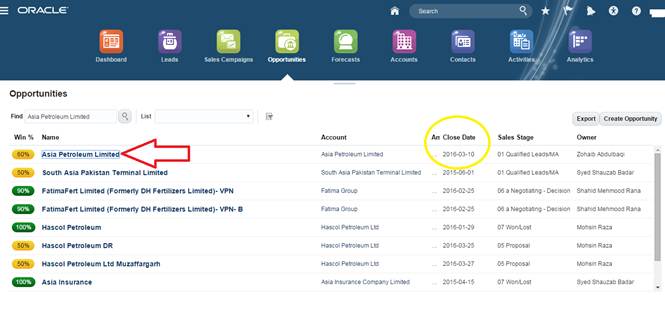 ORACLE
Search
Dashboard Leads Sales Campaigns Opportunities Forecasts Accounts Contacts Activities Analytics
Opportunities
Find Asia Petroleum Limited List
Export Create Opportunity
Win % Name Account An Close Date Sales Stage Owner
60% Asia Petroleum Limited Asia Petroleum Limited ... 2016-03-10 01 Qualified Leads/MA Zohaib Abdulbaqi
50% South Asia Pakistan Terminal Limited South Asia Pakistan Terminal Limited ... 2015-06-01 01 Qualified Leads/MA Syed Shauzab Badar
90% FatimaFert Limited (Formerly DH Fertilizers Limited)- VPN Fatima Group ... 2016-02-25 06 a Negotiating - Decision Shahid Mehmood Rana
90% FatimaFert Limited (Formerly DH Fertilizers Limited)- VPN- B Fatima Group ... 2016-02-25 06 a Negotiating - Decision Shahid Mehmood Rana
100% Hascol Petroleum Hascol Petroleum Ltd ... 2016-01-29 07 Won/Lost Mohsin Raza
50% Hascol Petroleum DR Hascol Petroleum Ltd ... 2016-03-25 05 Proposal Mohsin Raza
50% Hascol Petroleum Ltd Muzaffargarh Hascol Petroleum Ltd ... 2016-03-27 05 Proposal Mohsin Raza
100% Asia Insurance Asia Insurance Company Limited ... 2015-04-15 07 Won/Lost Syed Shauzab Badar